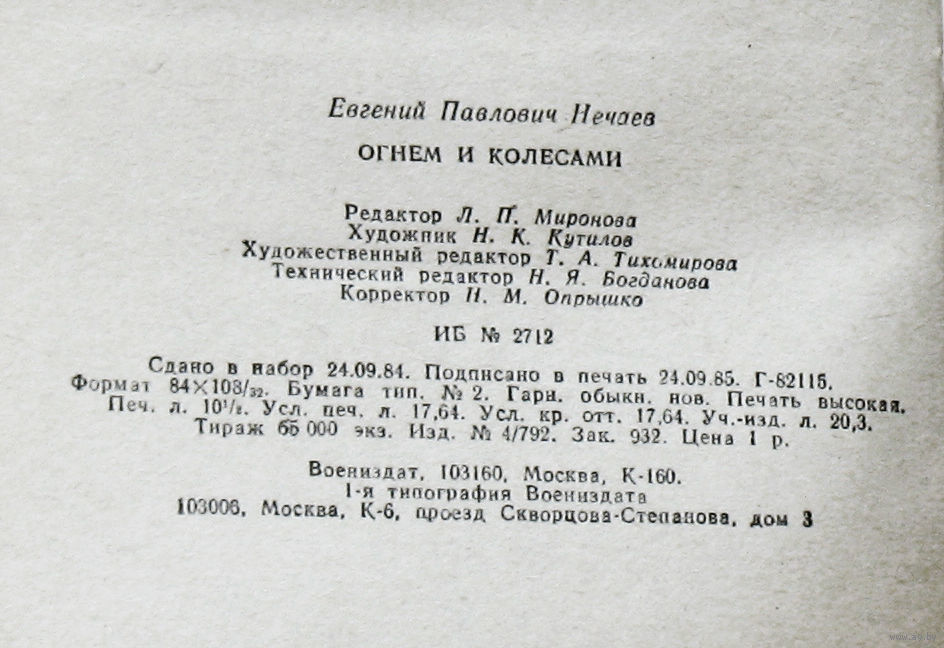 Евгений Павлович Нечаев
ОГНЕМ И КОЛЕСАМИ
Редактор Л. П. Миронова
Художник Н. К. Кутилов
Художественный редактор Т. А. Тихомирова
Технический редактор Н. Я. Богданова
Корректор Н. М. Опрышко
ИБ № 2712
Сдано в набор 24.09.84. Подписано в печать 24.09.85. Г-82115.
Формат 84×108/32. Бумага тип. № 2. Гарн. обыкн. нов. Печать высокая.
Печ. л. 10½. Усл. печ. л. 17,64. Усл. кр. отт. 17,64. Уч.-изд. л. 20,3.
Тираж 65 000 экз. Изд. № 4/792. Зак. 932. Цена 1 р.
Воениздат, 103160, Москва, К-160.
1-я типография Воениздата
103006, Москва, К-6, проезд Скворцова-Степанова, дом 3
www.ay.by